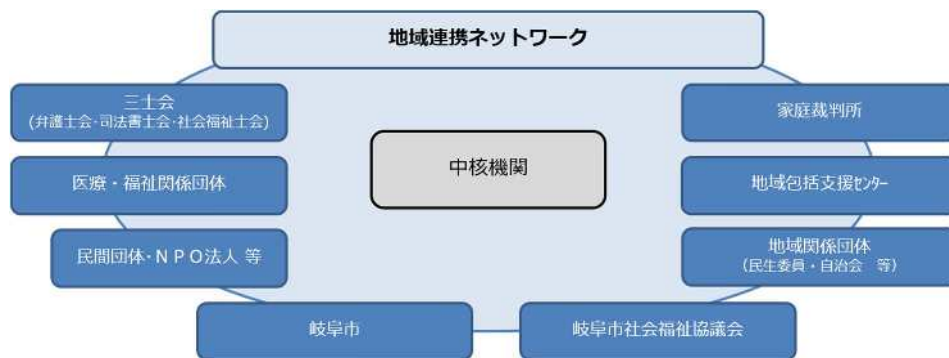 地域連携ネットワーク
三士会
(弁護士会･司法書士会･社会福祉士会)
医療・福祉関係団体
民間団体･ＮＰＯ法人 等
中核機関
家庭裁判所
地域包括支援ｾﾝﾀｰ
地域関係団体
(民生委員・自治会　等)
岐阜市
岐阜市社会福祉協議会